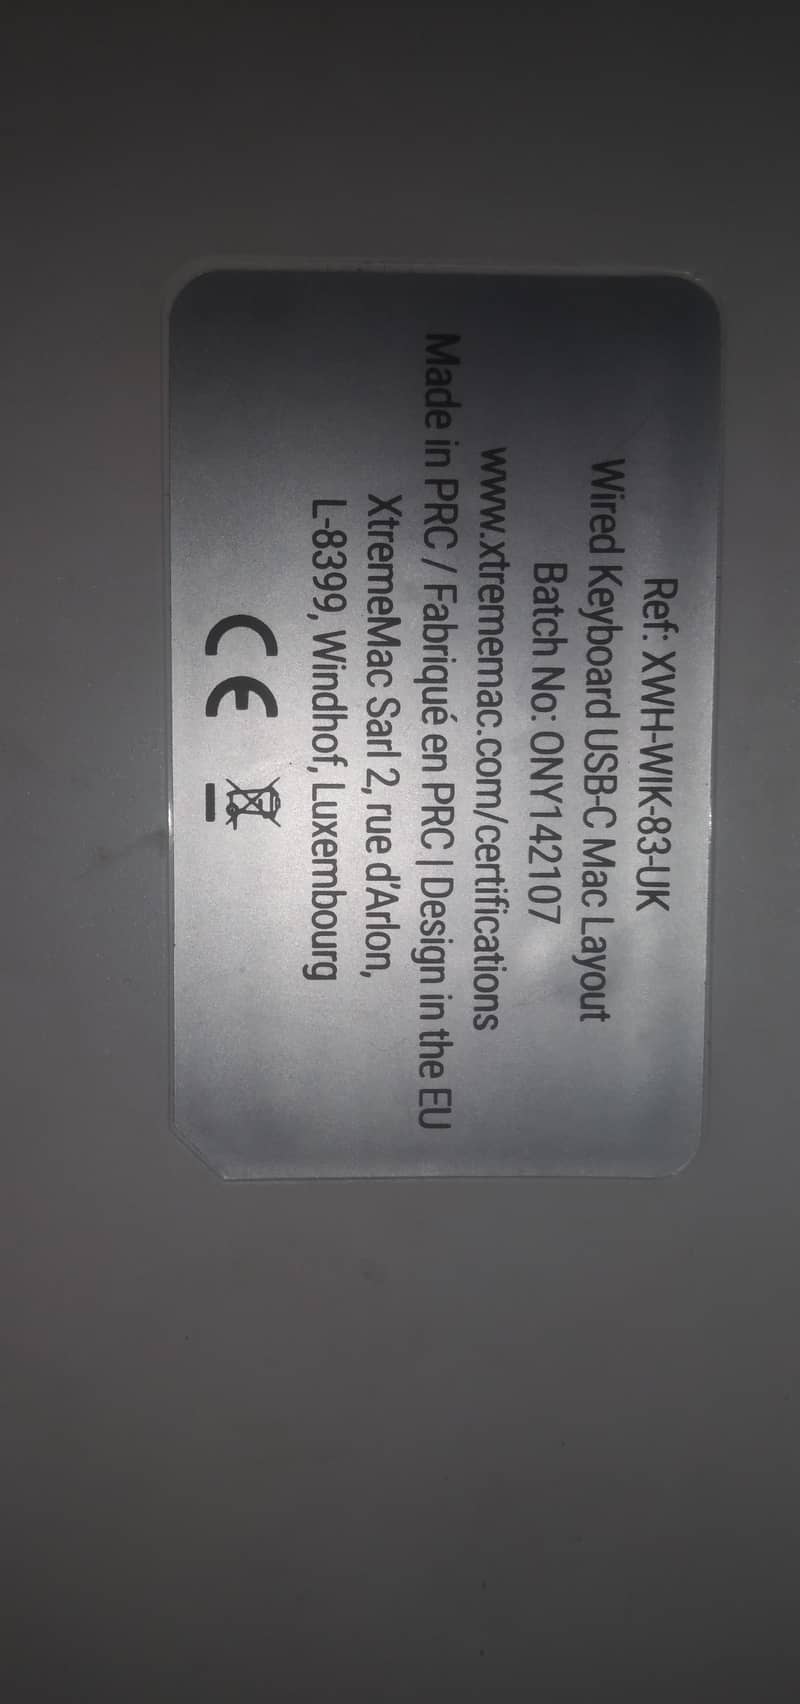 Ref: XWH-WIK-83-UK
Wired Keyboard USB-C Mac Layout
Batch No: ONY142107
www.xtrememac.com/certifications
Made in PRC / Fabriqué en PRC | Design in the EU
XtremeMac Sarl 2, rue d'Arlon,
L-8399, Windhof, Luxembourg
CE